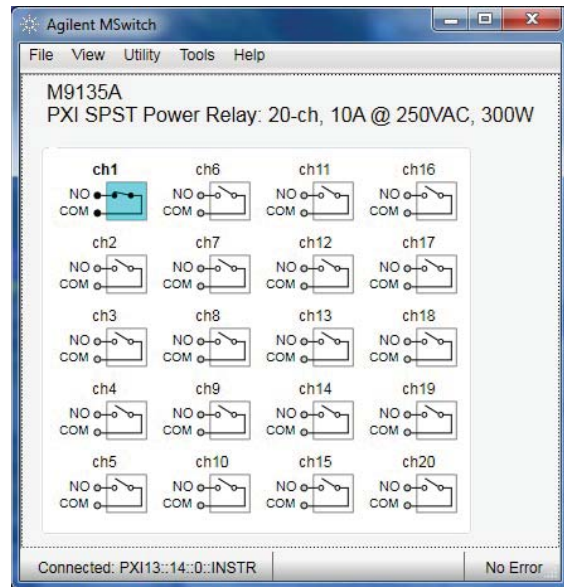 Agilent MSwitch
File View Utility Tools Help
M9135A
PXI SPST Power Relay: 20-ch, 10A @ 250VAC, 300W
ch1 ch6 ch11 ch16
NO NO NO NO
COM COM COM COM
ch2 ch7 ch12 ch17
NO NO NO NO
COM COM COM COM
ch3 ch8 ch13 ch18
NO NO NO NO
COM COM COM COM
ch4 ch9 ch14 ch19
NO NO NO NO
COM COM COM COM
ch5 ch10 ch15 ch20
NO NO NO NO
COM COM COM COM
Connected: PXI13::14::0::INSTR No Error